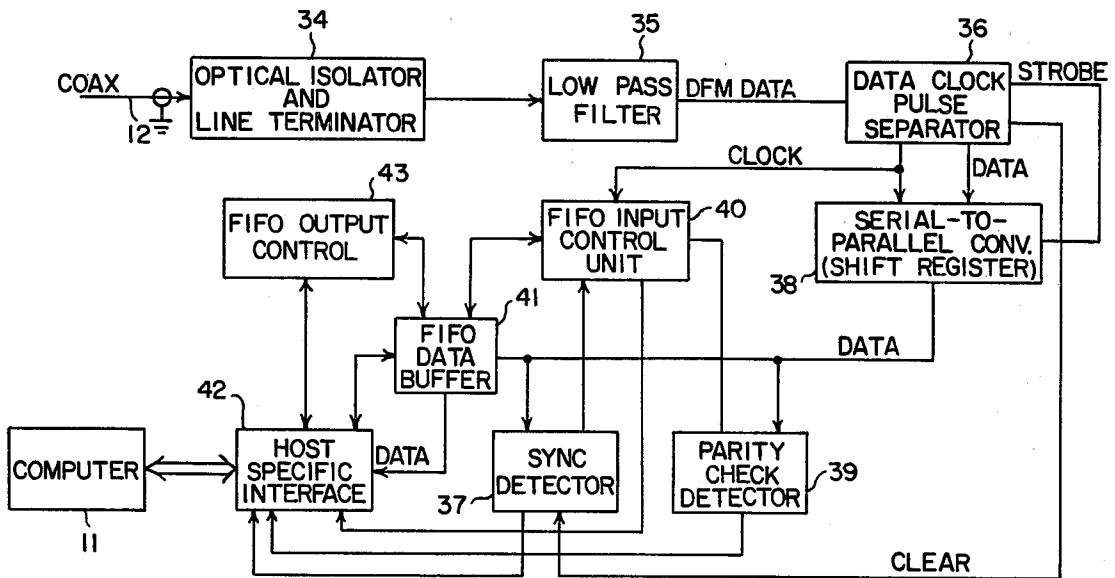 34
35
36
COAX
12
OPTICAL ISOLATOR
AND
LINE TERMINATOR
LOW PASS
FILTER
DFM DATA
DATA CLOCK
PULSE
SEPARATOR
STROBE
CLOCK
DATA
43
FIFO OUTPUT
CONTROL
40
FIFO INPUT
CONTROL
UNIT
SERIAL-TO-
PARALLEL CONV.
(SHIFT REGISTER)
38
41
FIFO
DATA
BUFFER
DATA
42
COMPUTER
11
HOST
SPECIFIC
INTERFACE
DATA
37
SYNC
DETECTOR
PARITY
CHECK
DETECTOR
39
CLEAR